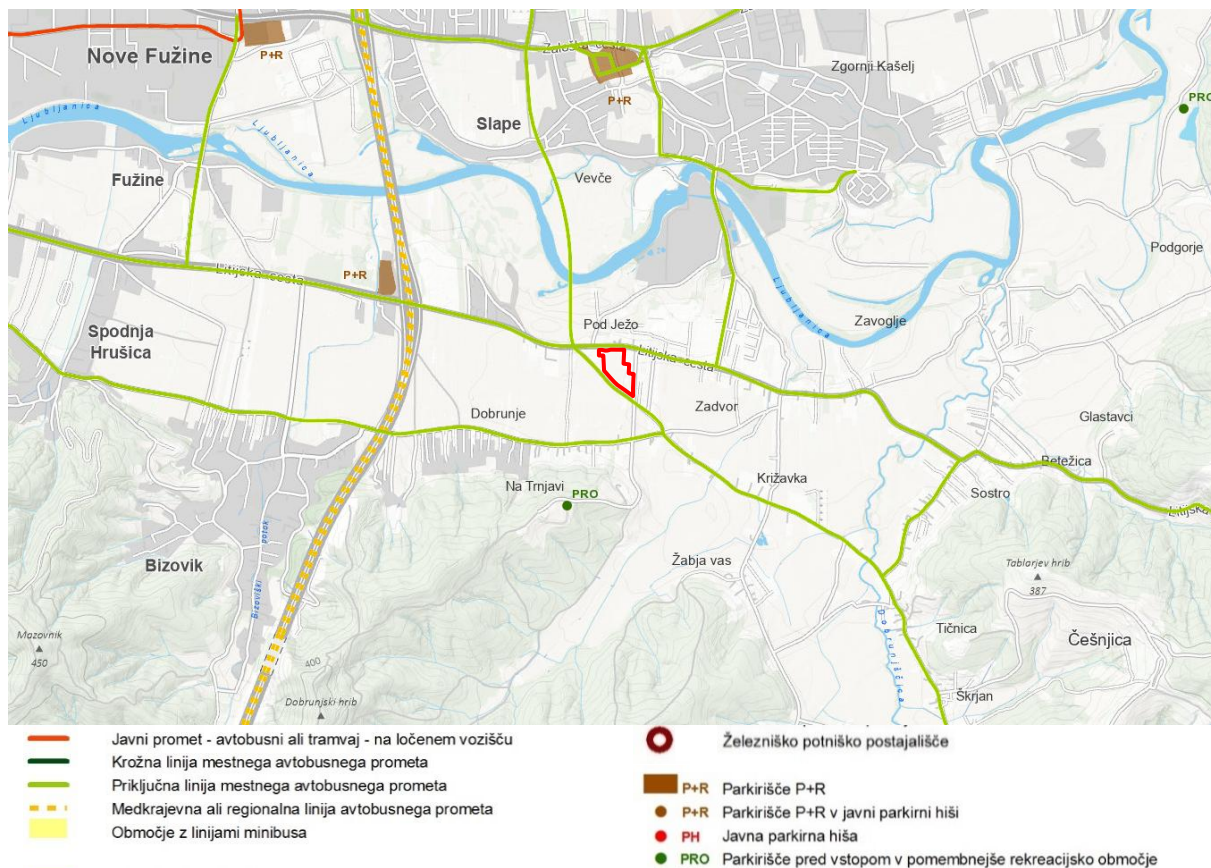 Nove Fužine
P+R
Zaloška cesta
P+R
Zgornji Kašelj
PRO
Ljubljanica
Ljubljanica
Slape
Fužine
Vevče
Podgorje
P+R
Litijska cesta
Ljubljanica
Zavoglje
Pod Ježo
Spodnja
Hrušica
Litijska cesta
Dobrunje
Zadvor
Glastavci
Betežica
Križavka
Sostro
Na Trnjavi
PRO
Litijska
Bizovik
Bizoviški potok
Žabja vas
Tablarjev hrib
387
Dobrunjščica
Tičnica
Češnjica
Mazovnik
450
400
Dobrunjski hrib
Škrjan
Javni promet - avtobusni ali tramvaj - na ločenem vozišču
Krožna linija mestnega avtobusnega prometa
Priključna linija mestnega avtobusnega prometa
Medkrajevna ali regionalna linija avtobusnega prometa
Območje z linijami minibusa
Železniško potniško postajališče
P+R Parkirišče P+R
P+R Parkirišče P+R v javni parkirni hiši
PH Javna parkirna hiša
PRO Parkirišče pred vstopom v pomembnejše rekreacijsko območje